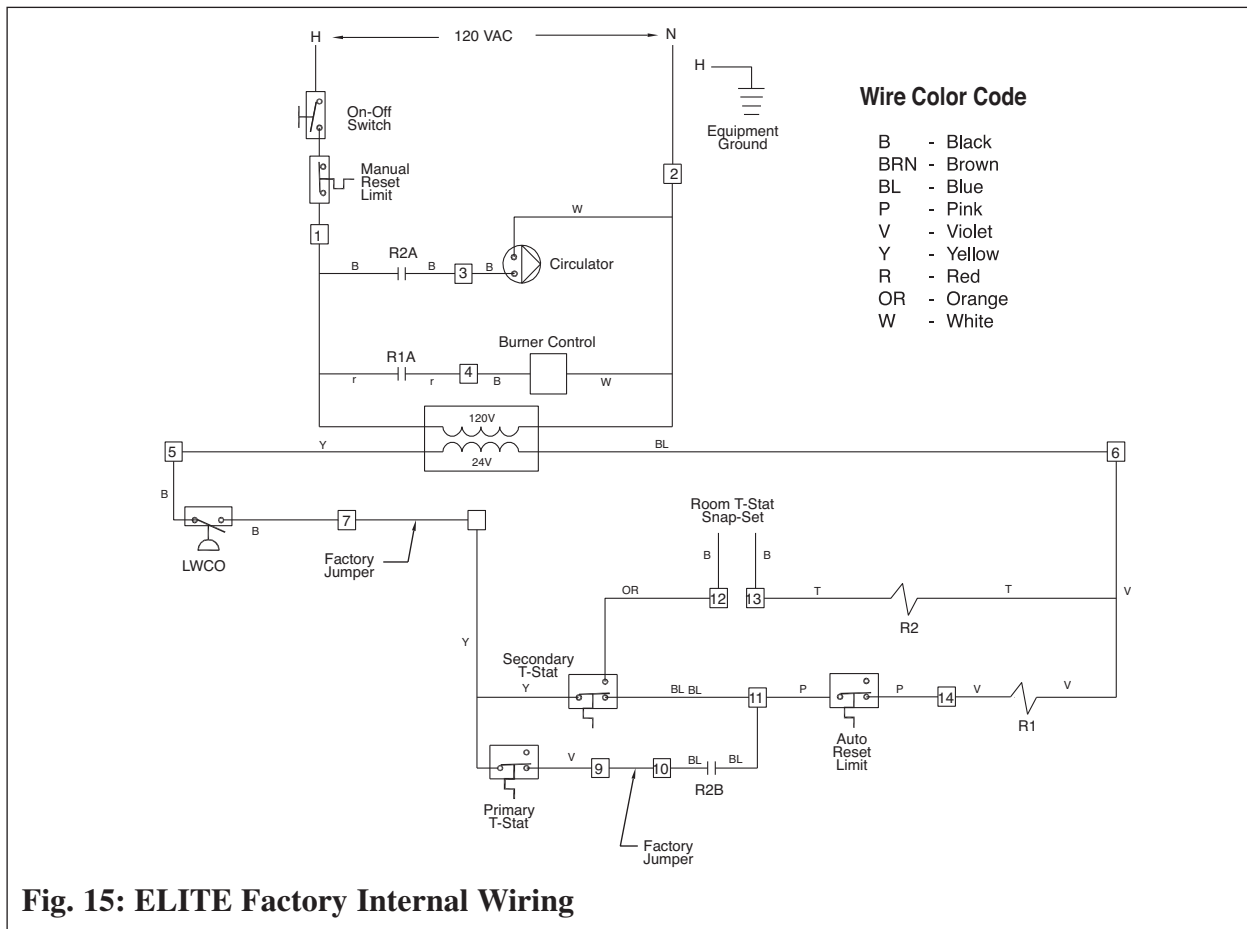 H 120 VAC N
H
On-Off
Switch
Equipment
Ground
Wire Color Code
B - Black
BRN - Brown
BL - Blue
P - Pink
V - Violet
Y - Yellow
R - Red
OR - Orange
W - White
Manual
Reset
Limit
2
1
W
R2A
B B 3 B
Circulator
Burner Control
R1A
r r 4 B W
120V
24V
5 Y BL 6
B
B 7
LWCO
Factory
Jumper
Room T-Stat
Snap-Set
B B
OR 12 13 T T V
R2
Y
Secondary
T-Stat
Y BL BL 11 P P 14 V V
R1
Auto
Reset
Limit
V 9 10 BL BL
R2B
Primary
T-Stat
Factory
Jumper
Fig. 15: ELITE Factory Internal Wiring